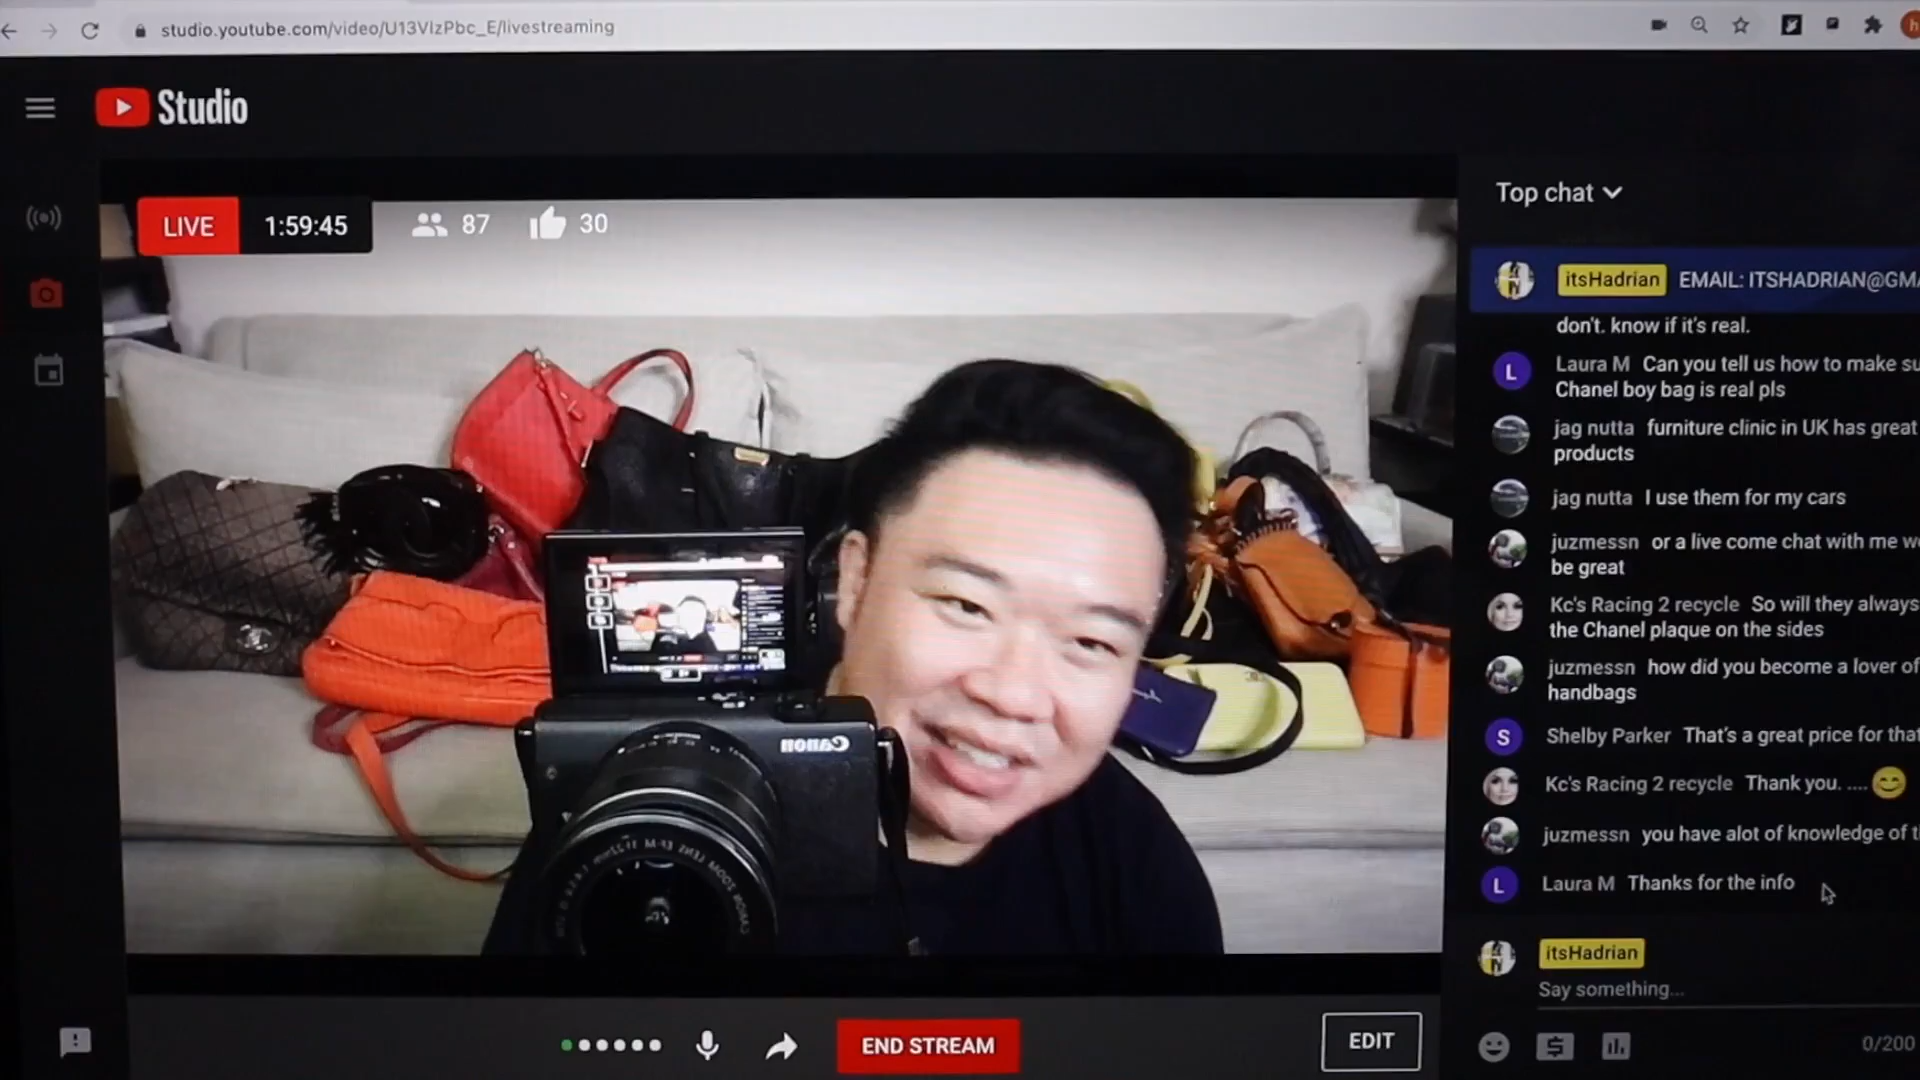 studio.youtube.com/video/U13VlzPbc_E/livestreaming
Studio
LIVE 1:59:45 87 30
Top chat
itsHadrian EMAIL: ITSHADRIAN@GMA
don't. know if it's real.
Laura M Can you tell us how to make su
Chanel boy bag is real pls
jag nutta furniture clinic in UK has great
products
jag nutta I use them for my cars
juzmessn or a live come chat with me w
be great
Kc's Racing 2 recycle So will they always
the Chanel plaque on the sides
juzmessn how did you become a lover of
handbags
Shelby Parker That's a great price for that
Kc's Racing 2 recycle Thank you. .... 😊
juzmessn you have alot of knowledge of t
Laura M Thanks for the info
itsHadrian
Say something...
0/200
Canon
END STREAM
EDIT